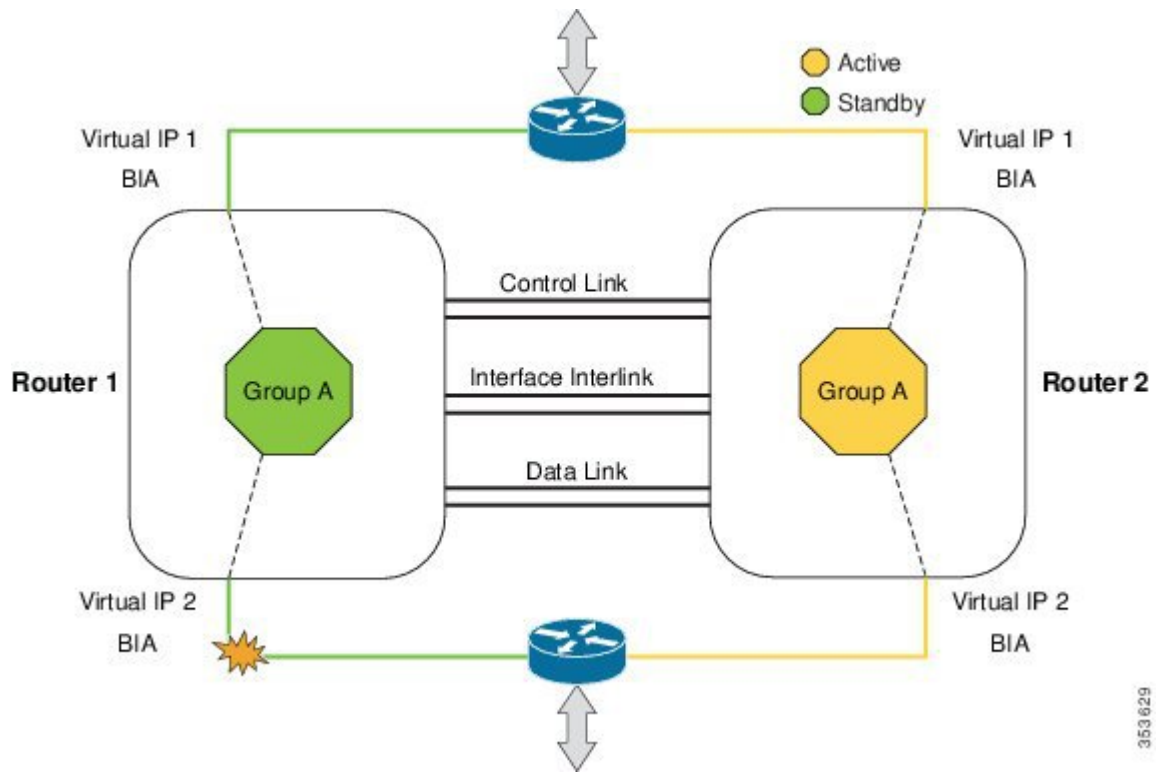 Active
Standby
Virtual IP 1
BIA
Virtual IP 1
BIA
Control Link
Router 1
Group A
Interface Interlink
Group A
Router 2
Data Link
Virtual IP 2
BIA
Virtual IP 2
BIA
353629